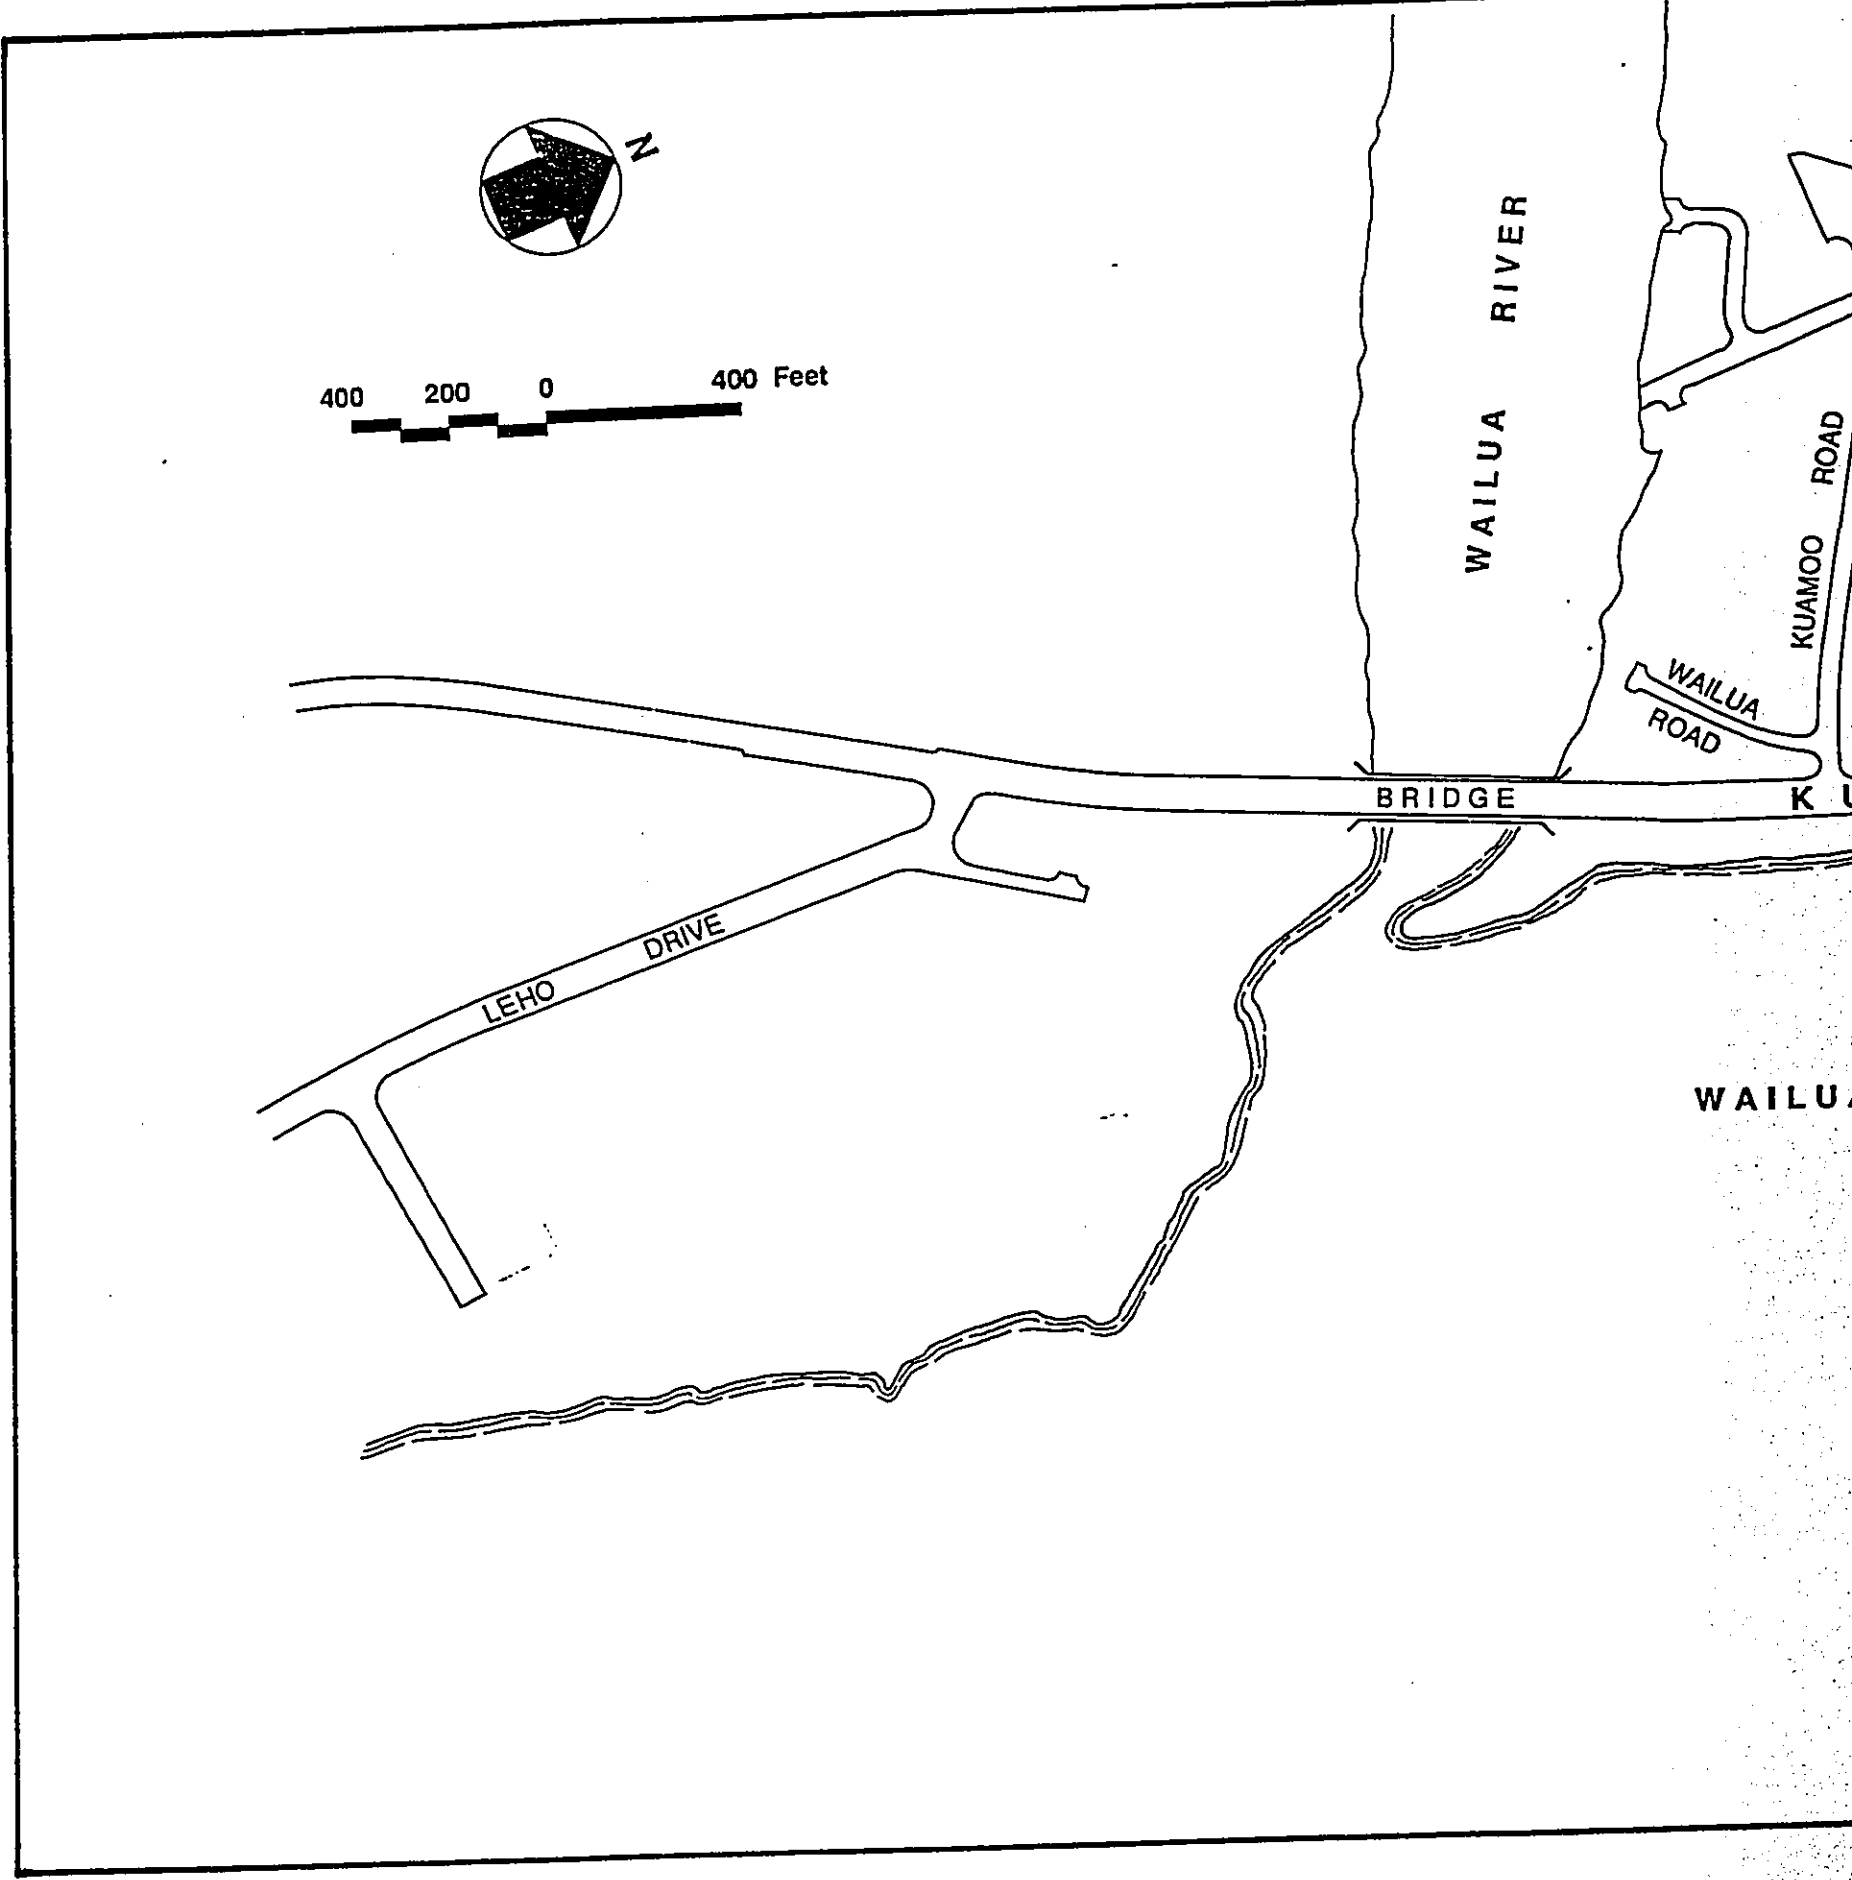 N
400 200 0 400 Feet
WAILUA RIVER
KUAMOO ROAD
WAILUA
ROAD
BRIDGE
K
LEHO DRIVE
WAILU